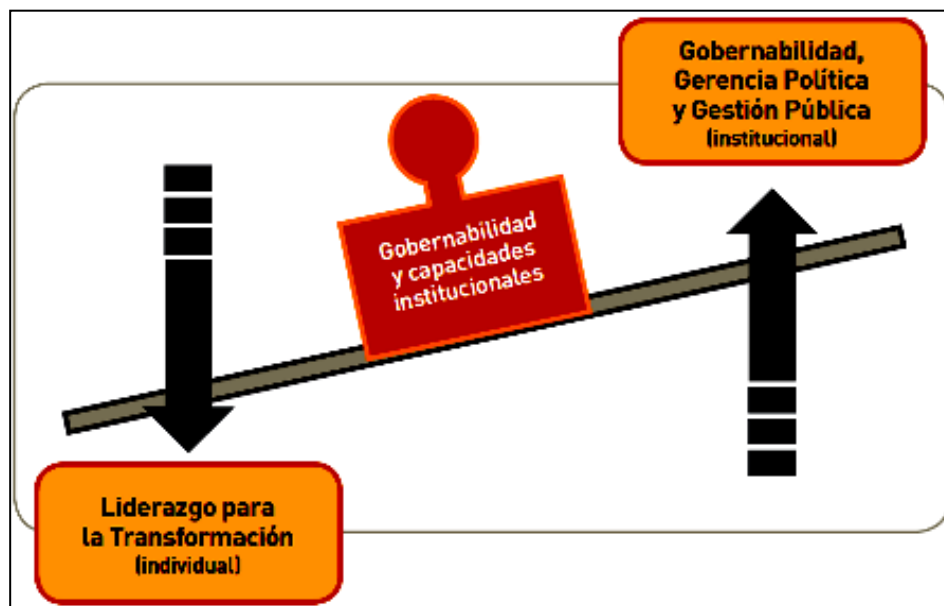 Gobernabilidad,
Gerencia Política
y Gestión Pública
(institucional)
Gobernabilidad
y capacidades
institucionales
Liderazgo para
la Transformación
(individual)